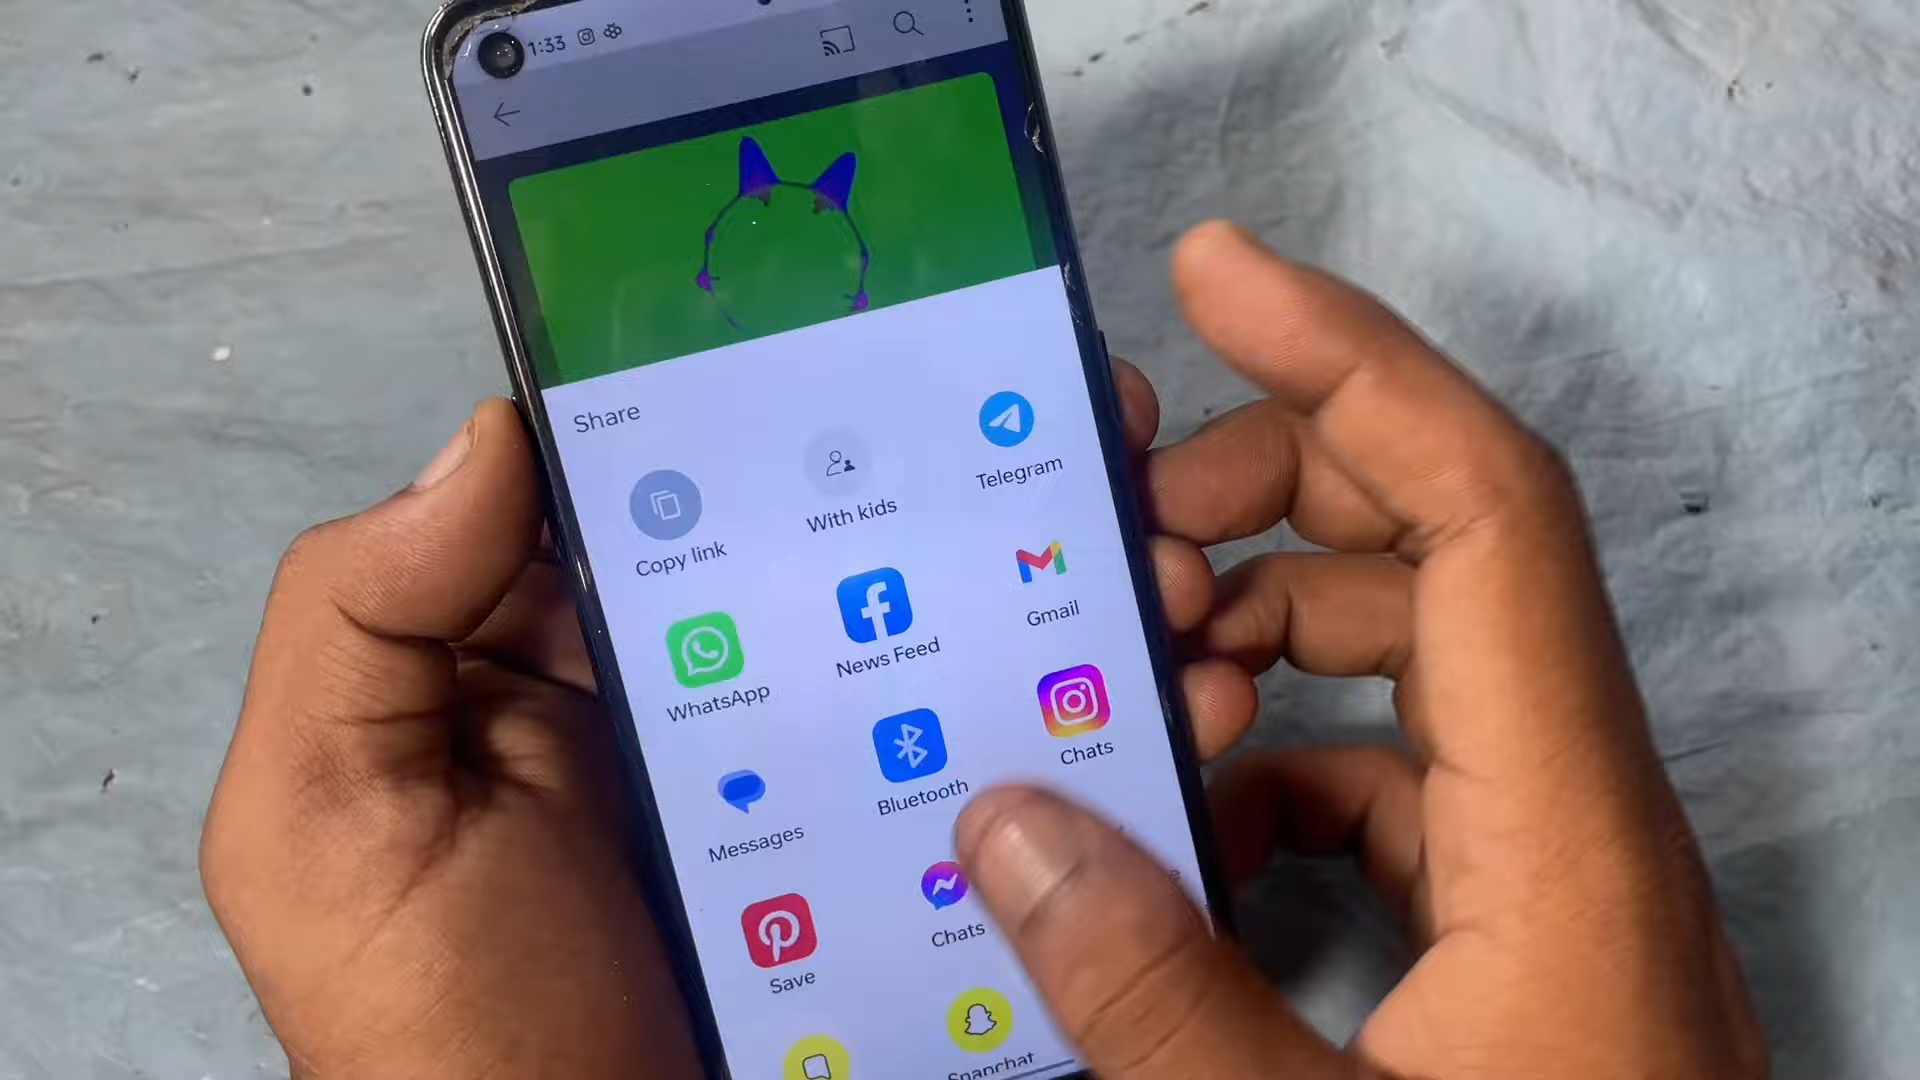 1:33
Share
Copy link
With kids
Telegram
WhatsApp
News Feed
Gmail
Messages
Bluetooth
Chats
Save
Chats
Snapchat